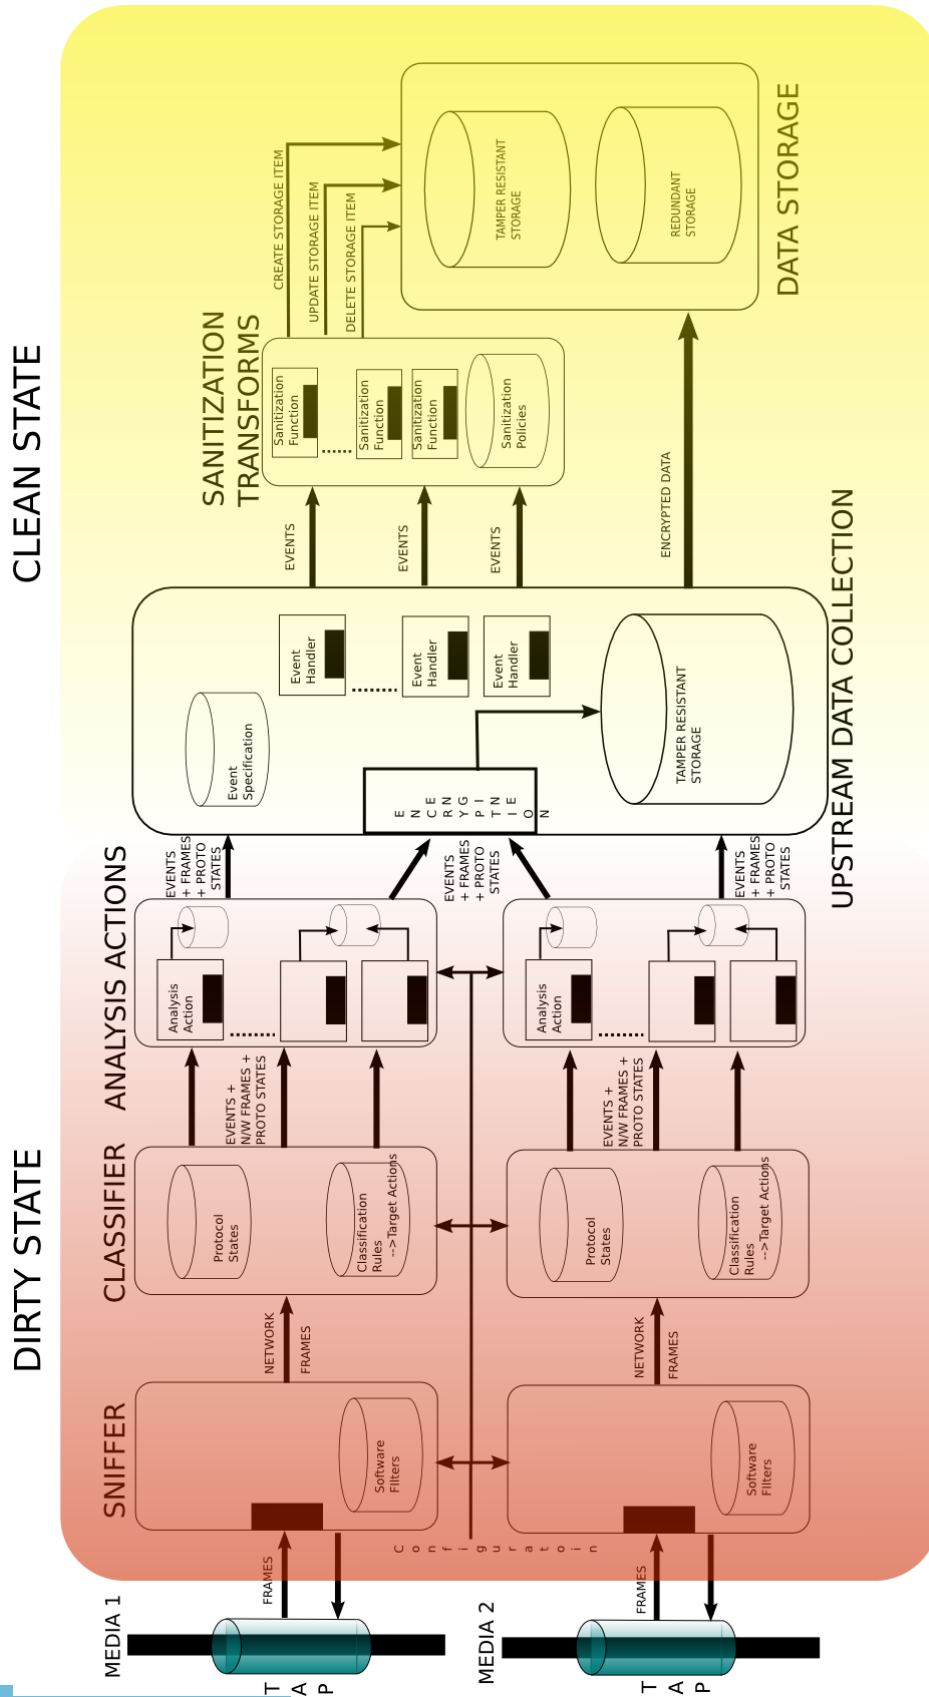 DIRTY STATE
CLEAN STATE
MEDIA 1
T
A
P
FRAMES
SNIFFER
Software
FIlters
NETWORK
FRAMES
CLASSIFIER
Protocol
States
Classification
Rules
-->Target Actions
EVENTS +
N/W FRAMES +
PROTO STATES
ANALYSIS ACTIONS
Analysis
Action
EVENTS
+ FRAMES
+ PROTO
STATES
EVENTS
+ FRAMES
+ PROTO
STATES
MEDIA 2
T
A
P
FRAMES
Software
FIlters
NETWORK
FRAMES
Protocol
States
Classification
Rules
-->Target Actions
EVENTS +
N/W FRAMES +
PROTO STATES
Analysis
Action
EVENTS
+ FRAMES
+ PROTO
STATES
C o n f i g u r a t o i n
UPSTREAM DATA COLLECTION
Event
Specification
E N C R Y P T I O N
E N G I N E
Event
Handler
Event
Handler
Event
Handler
TAMPER RESISTANT
STORAGE
EVENTS
EVENTS
EVENTS
ENCRYPTED DATA
SANITIZATION
TRANSFORMS
Sanitization
Function
Sanitization
Function
Sanitization
Function
Sanitization
Policies
CREATE STORAGE ITEM
UPDATE STORAGE ITEM
DELETE STORAGE ITEM
TAMPER RESISTANT
STORAGE
REDUNDANT
STORAGE
DATA STORAGE